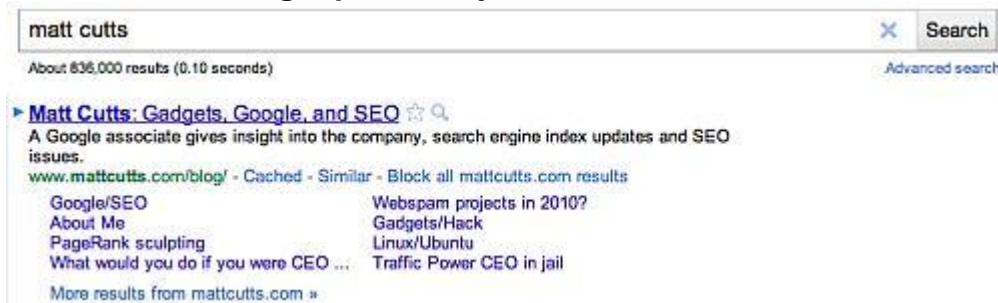 matt cutts
Search
About 836,000 results (0.10 seconds)
Advanced search
Matt Cutts: Gadgets, Google, and SEO
A Google associate gives insight into the company, search engine index updates and SEO
issues.
www.mattcutts.com/blog/ - Cached - Similar - Block all mattcutts.com results
Google/SEO Webspam projects in 2010?
About Me Gadgets/Hack
PageRank sculpting Linux/Ubuntu
What would you do if you were CEO ... Traffic Power CEO in jail
More results from mattcutts.com »